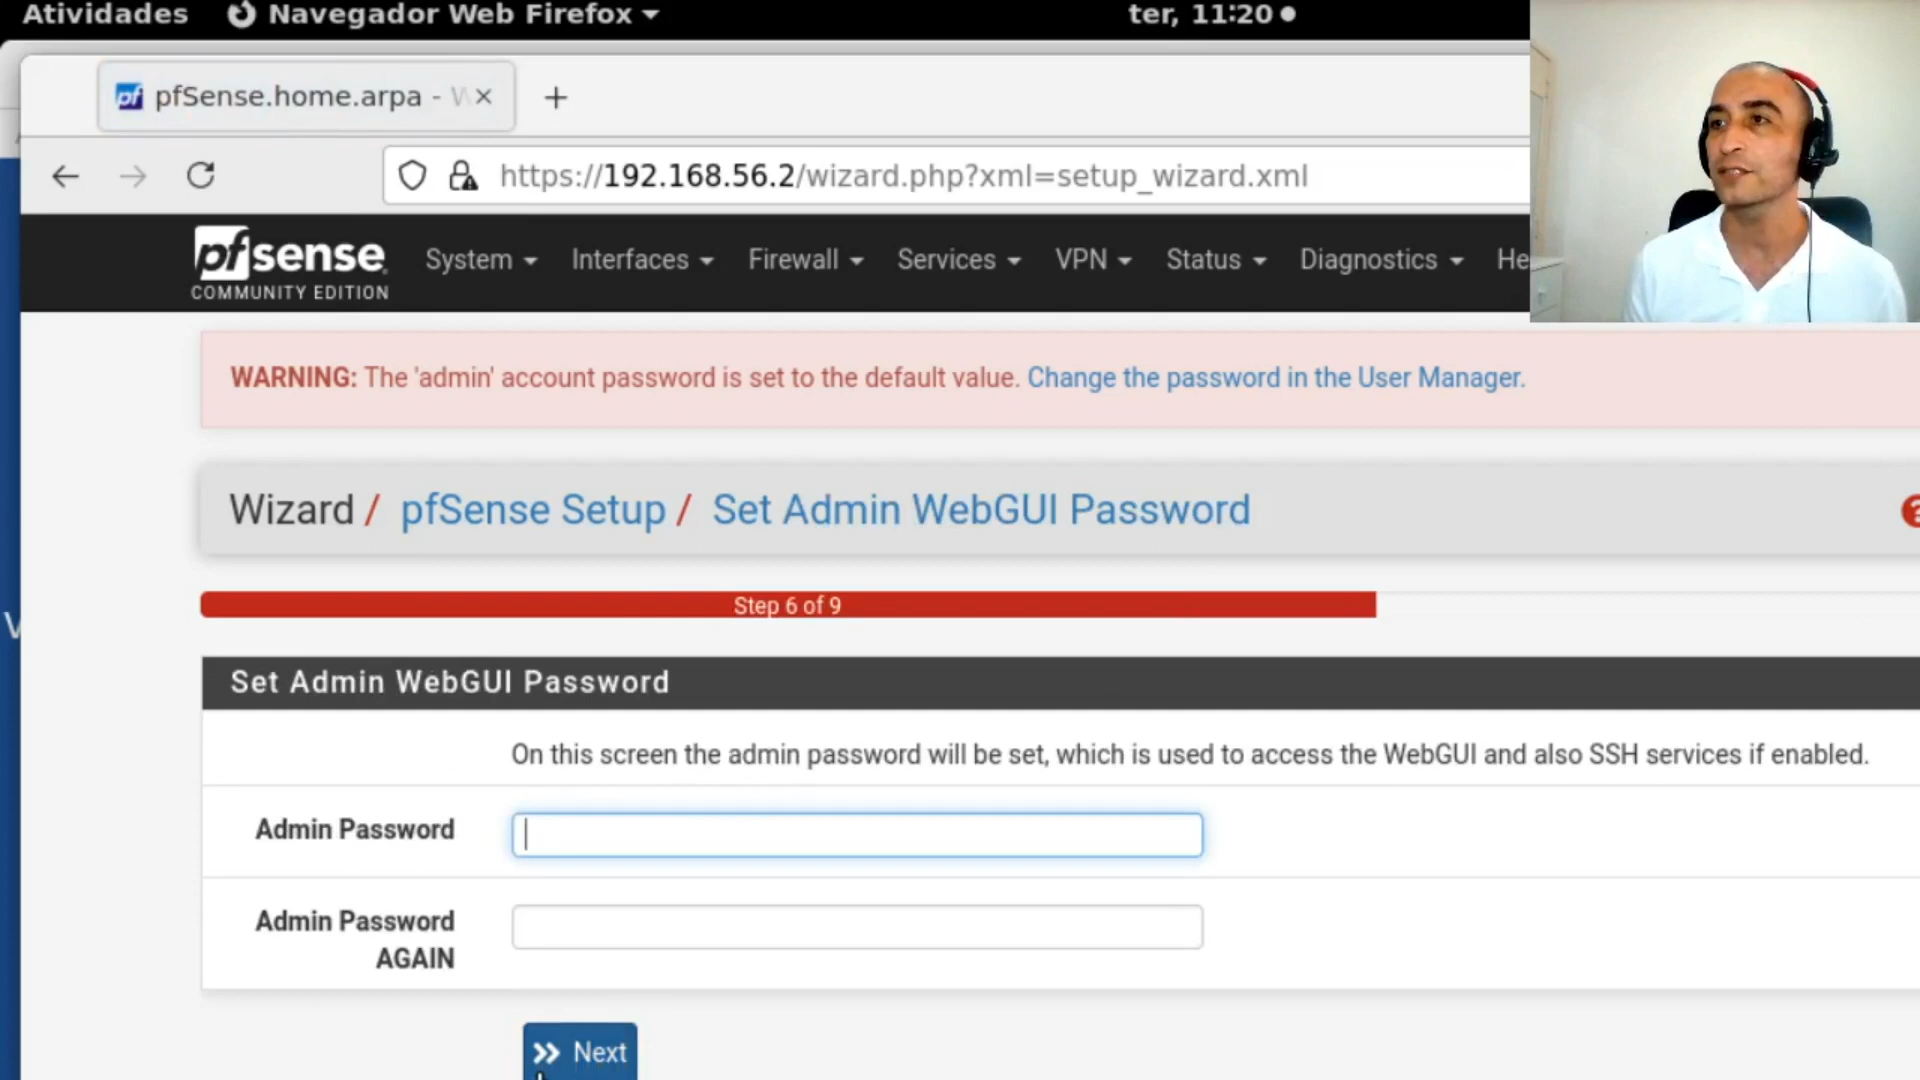 Atividades Navegador Web Firefox ter, 11:20
pfSense.home.arpa - W
https://192.168.56.2/wizard.php?xml=setup_wizard.xml
pfsense System Interfaces Firewall Services VPN Status Diagnostics He
COMMUNITY EDITION
WARNING: The 'admin' account password is set to the default value. Change the password in the User Manager.
Wizard / pfSense Setup / Set Admin WebGUI Password
Step 6 of 9
Set Admin WebGUI Password
On this screen the admin password will be set, which is used to access the WebGUI and also SSH services if enabled.
Admin Password
Admin Password
AGAIN
Next